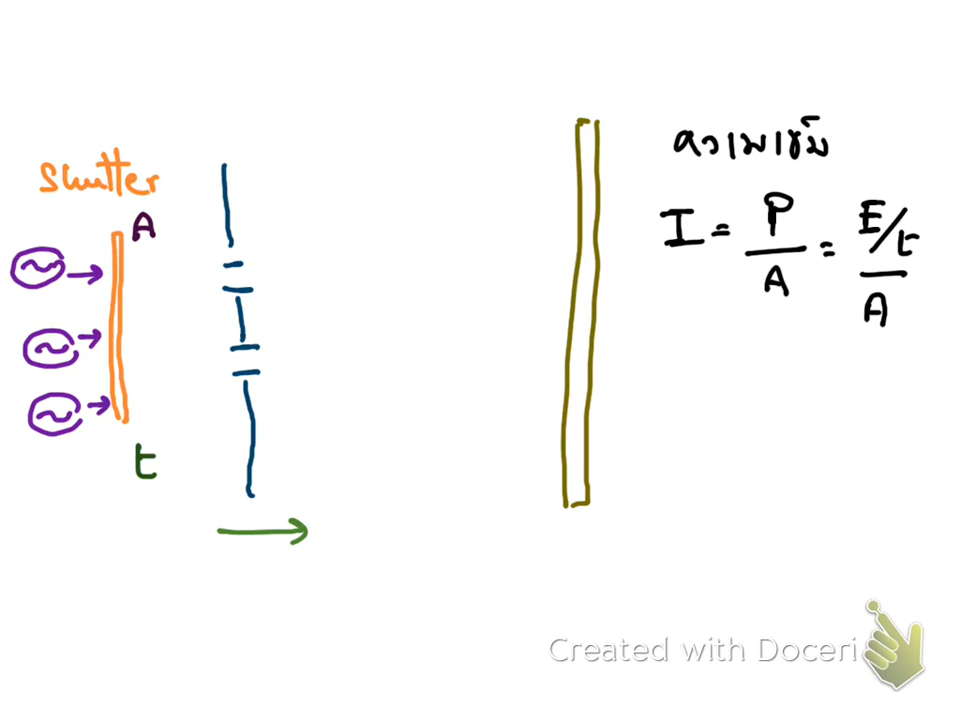 shutter
A
t
ความเข้ม
I = P/A = E/t/A
Created with Doceri